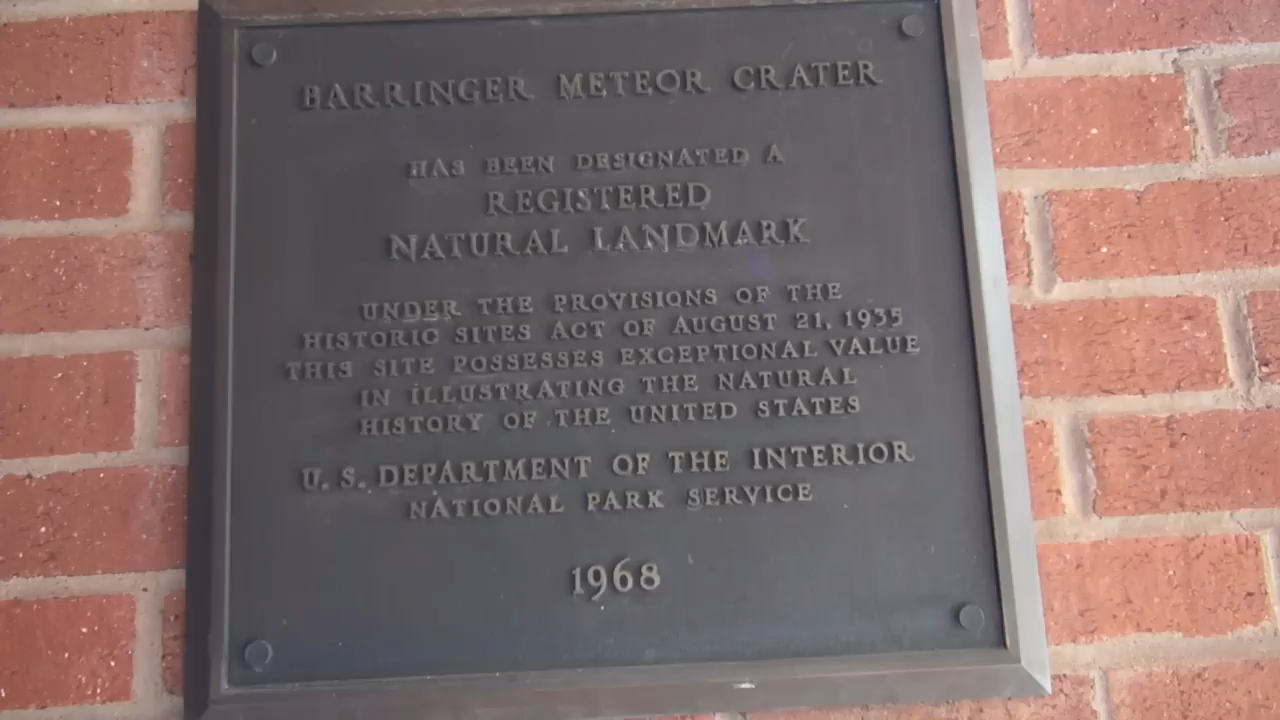 BARRINGER METEOR CRATER
HAS BEEN DESIGNATED A
REGISTERED
NATURAL LANDMARK
UNDER THE PROVISIONS OF THE
HISTORIC SITES ACT OF AUGUST 21, 1935
THIS SITE POSSESSES EXCEPTIONAL VALUE
IN ILLUSTRATING THE NATURAL
HISTORY OF THE UNITED STATES
U. S. DEPARTMENT OF THE INTERIOR
NATIONAL PARK SERVICE
1968